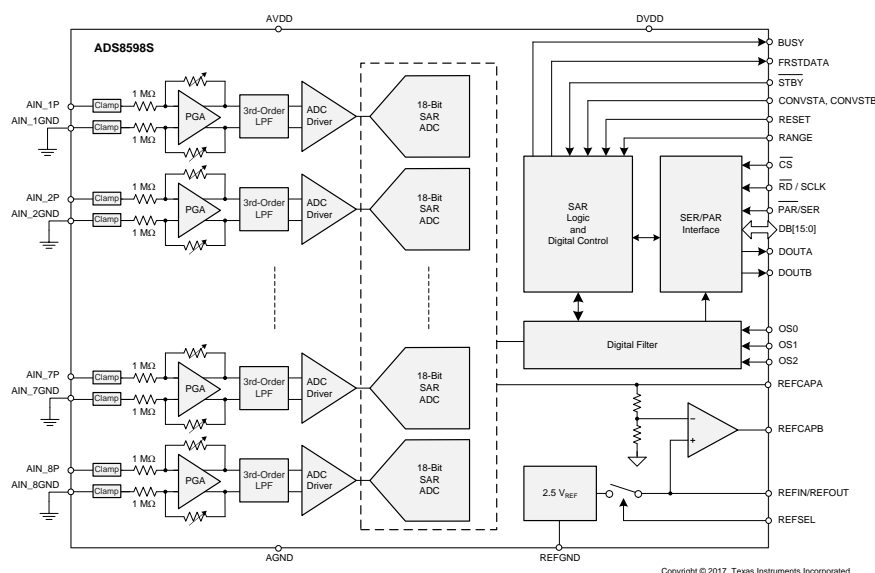 AVDD
DVDD
ADS8598S
BUSY
FRSTDATA
STBY
CONVSTA, CONVSTB
RESET
RANGE
CS
RD / SCLK
PAR/SER
DB[15:0]
DOUTA
DOUTB
OS0
OS1
OS2
REFCAPA
REFCAPB
REFIN/REFOUT
REFSEL
AIN_1P
AIN_1GND
Clamp
Clamp
1 MΩ
1 MΩ
PGA
3rd-Order
LPF
ADC
Driver
18-Bit
SAR
ADC
AIN_2P
AIN_2GND
Clamp
Clamp
1 MΩ
1 MΩ
PGA
3rd-Order
LPF
ADC
Driver
18-Bit
SAR
ADC
AIN_7P
AIN_7GND
Clamp
Clamp
1 MΩ
1 MΩ
PGA
3rd-Order
LPF
ADC
Driver
18-Bit
SAR
ADC
AIN_8P
AIN_8GND
Clamp
Clamp
1 MΩ
1 MΩ
PGA
3rd-Order
LPF
ADC
Driver
18-Bit
SAR
ADC
SAR
Logic
and
Digital Control
SER/PAR
Interface
Digital Filter
2.5 VREF
AGND
REFGND
Copyright © 2017, Texas Instruments Incorporated